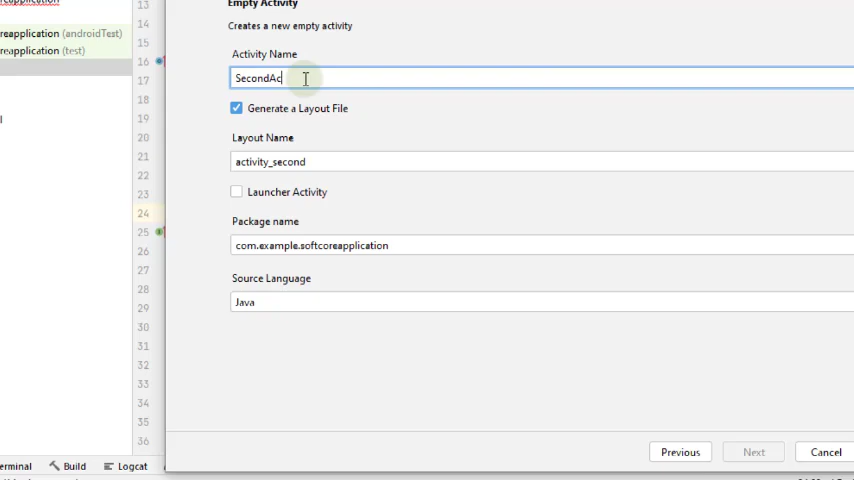 reapplication
Empty Activity
13
Creates a new empty activity
14
reapplication (androidTest)
15
Activity Name
reapplication (test)
16
SecondAc
17
18
Generate a Layout File
19
20
Layout Name
21
activity_second
22
23
Launcher Activity
24
Package name
25
com.example.softcoreapplication
26
27
Source Language
28
Java
29
30
31
32
33
34
35
36
Previous
Next
Cancel
erminal
Build
Logcat